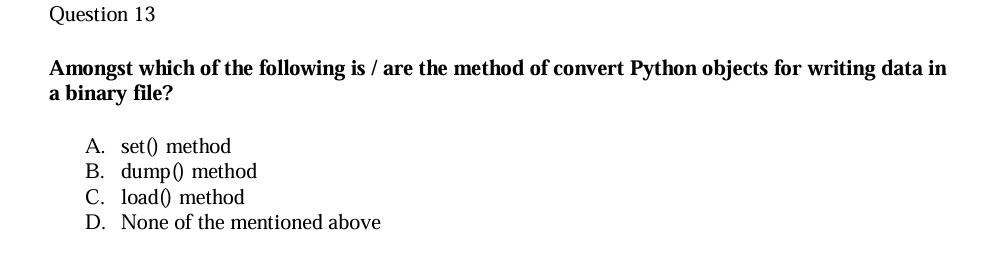 Question 13
Amongst which of the following is / are the method of convert Python objects for writing data in
a binary file?
A. set() method
B. dump() method
C. load() method
D. None of the mentioned above